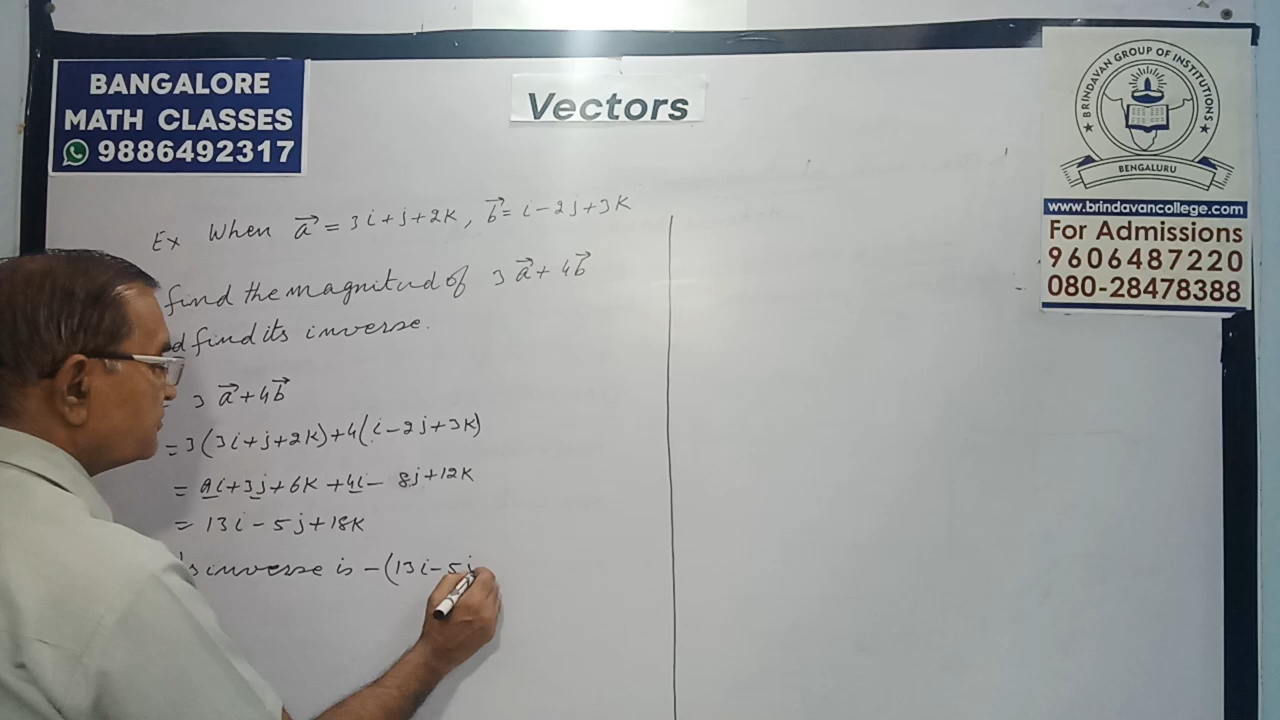 BANGALORE
MATH CLASSES
9886492317
Vectors
BRINDAVAN GROUP OF INSTITUTIONS
BENGALURU
www.brindavancollege.com
For Admissions
9606487220
080-28478388
Ex When a⃗ = 3i+j+2k, b⃗ = i-2j+3k
find the magnitud of 3a⃗+4b⃗
d find its inverse.
3a⃗+4b⃗
=3(3i+j+2k)+4(i-2j+3k)
= 9i+3j+6k+4i-8j+12k
= 13i-5j+18k
's inverse is -(13i-5j